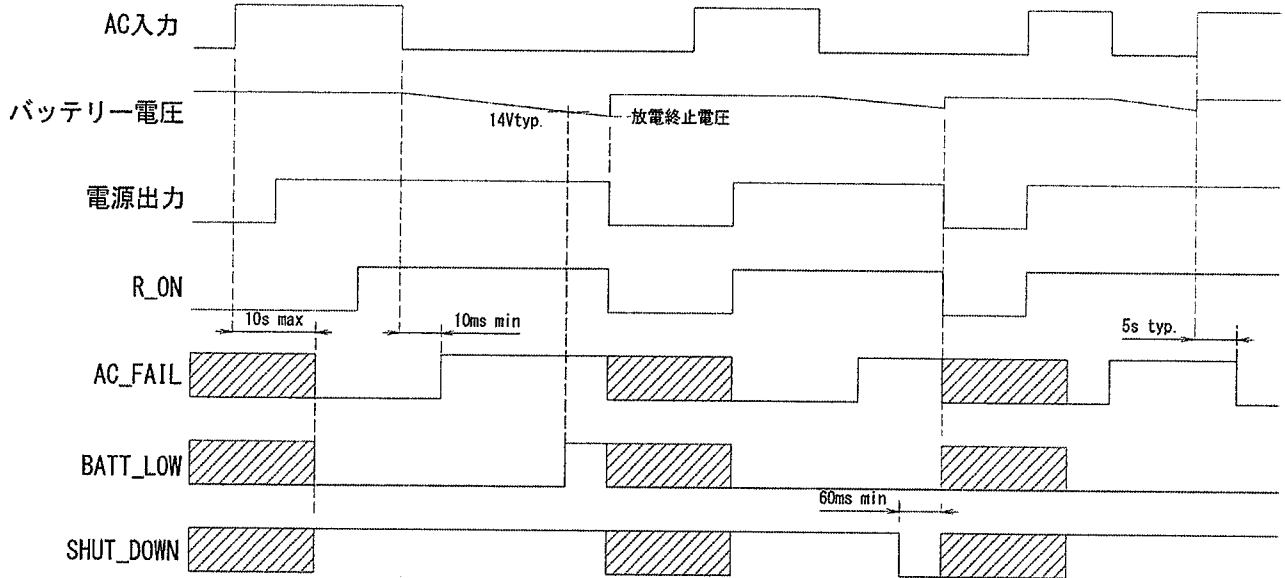 AC入力
バッテリー電圧
14Vtyp.
放電終止電圧
電源出力
R_ON
10s max
10ms min
5s typ.
AC_FAIL
BATT_LOW
60ms min
SHUT_DOWN